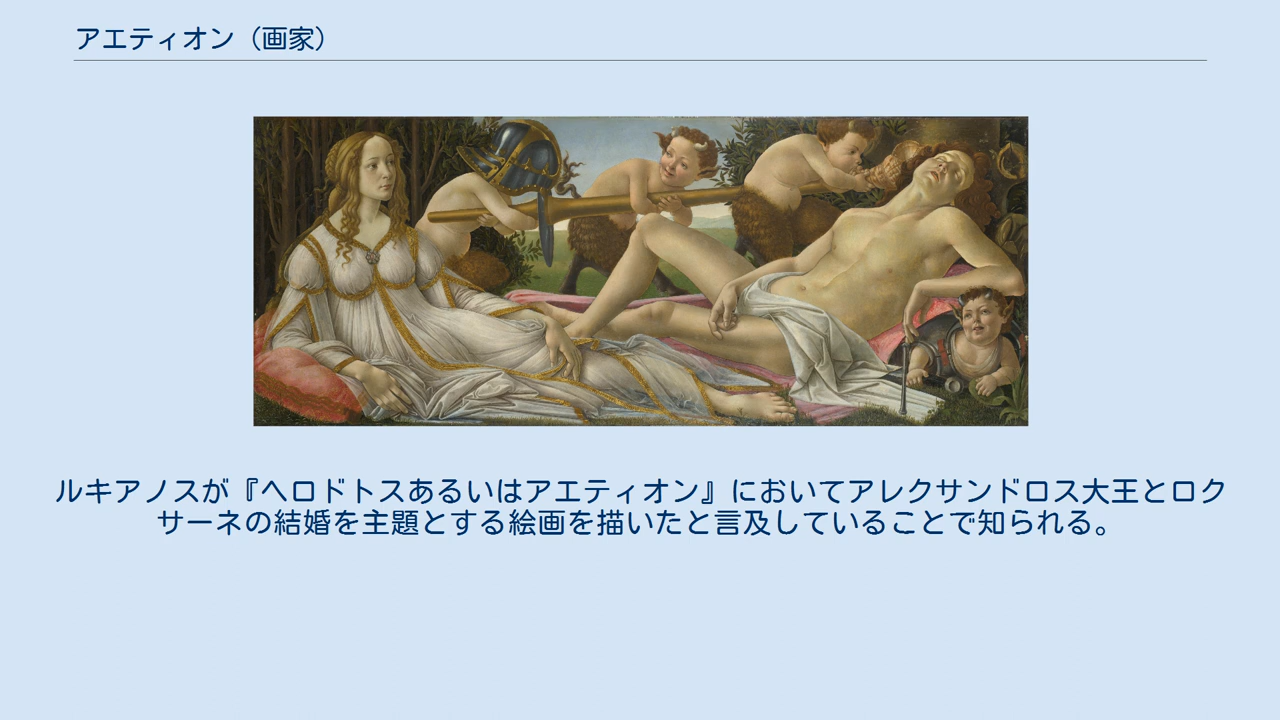 アエティオン（画家）
ルキアノスが『ヘロドトスあるいはアエティオン』においてアレクサンドロス大王とロク
サーネの結婚を主題とする絵画を描いたと言及していることで知られる。